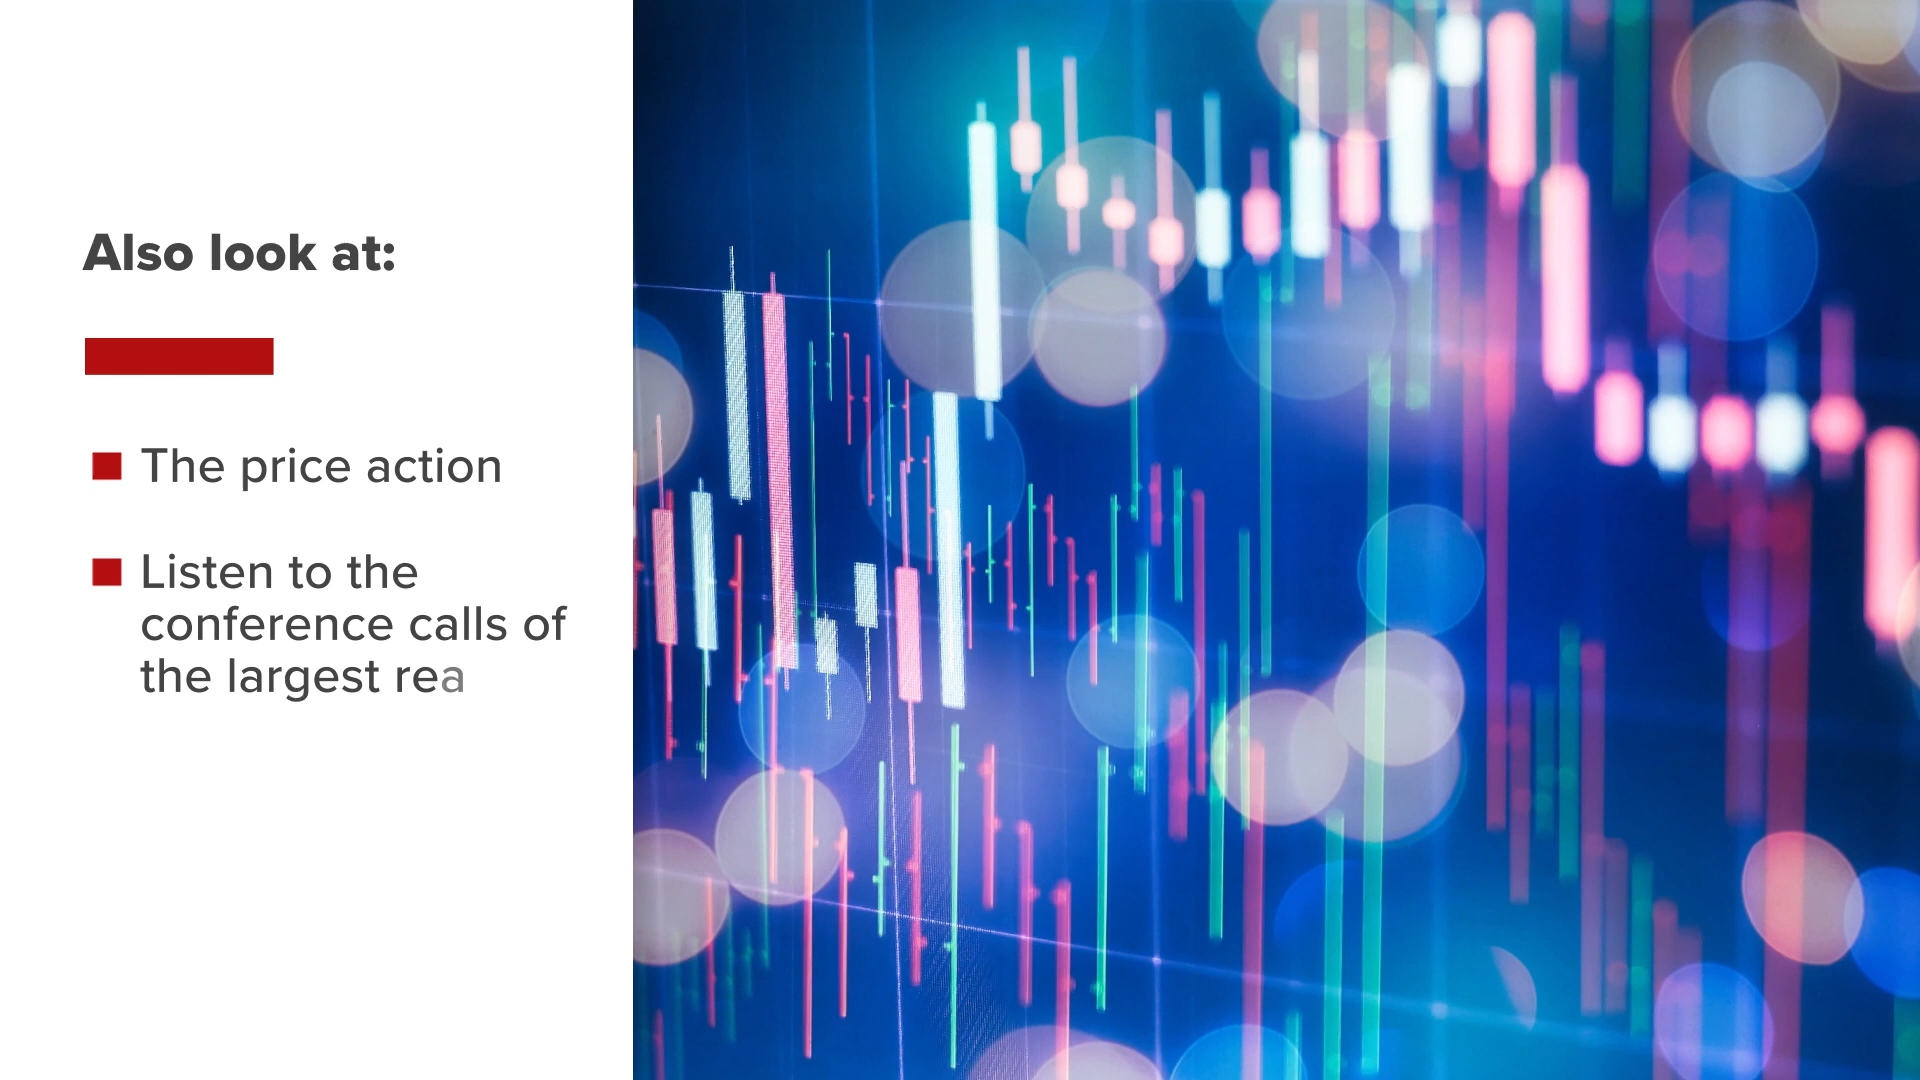 Also look at:
The price action
Listen to the
conference calls of
the largest rea